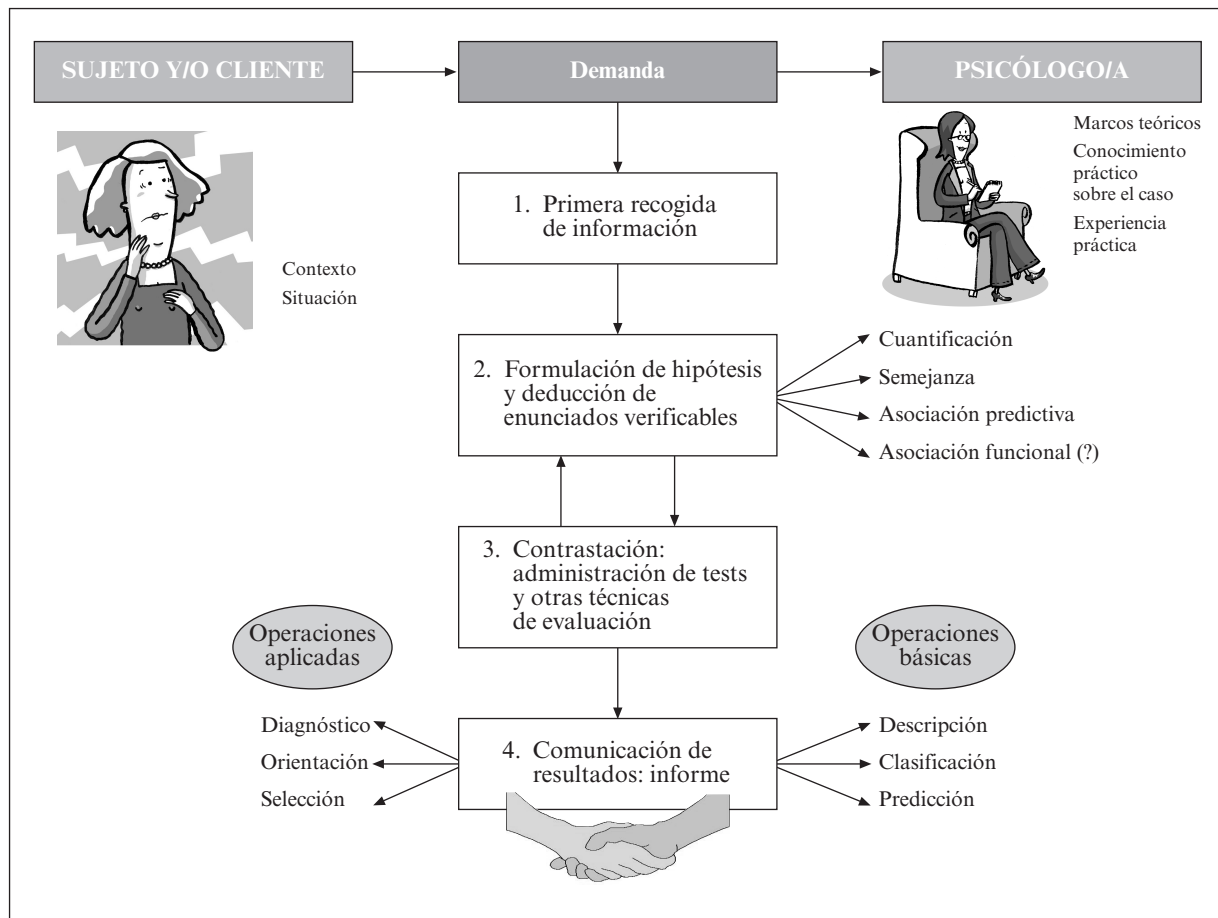 SUJETO Y/O CLIENTE
Demanda
PSICÓLOGO/A
Marcos teóricos
Conocimiento
práctico
sobre el caso
Experiencia
práctica
1. Primera recogida
de información
Contexto
Situación
2. Formulación de hipótesis
y deducción de
enunciados verificables
Cuantificación
Semejanza
Asociación predictiva
Asociación funcional (?)
3. Contrastación:
administración de tests
y otras técnicas
de evaluación
Operaciones
aplicadas
Operaciones
básicas
Diagnóstico
Orientación
Selección
4. Comunicación de
resultados: informe
Descripción
Clasificación
Predicción